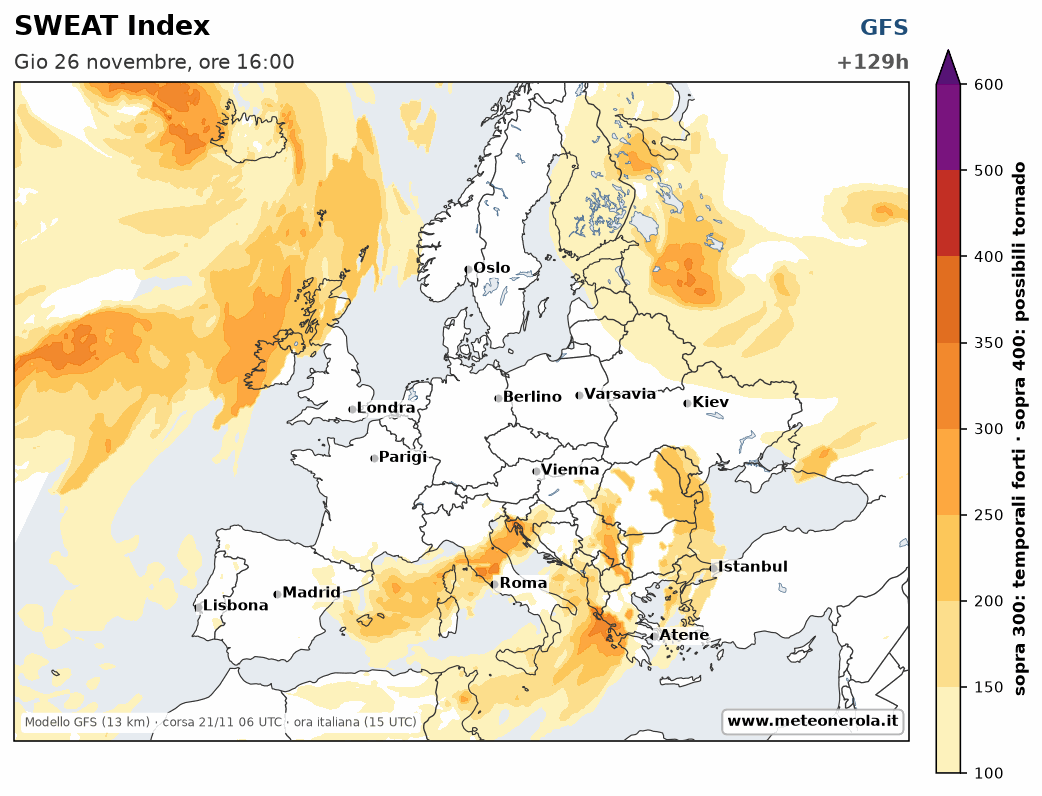 SWEAT Index
GFS
Gio 26 novembre, ore 16:00
+129h
Oslo
Londra
Berlino
Varsavia
Kiev
Parigi
Vienna
Istanbul
Roma
Madrid
Lisbona
Atene
Modello GFS (13 km) · corsa 21/11 06 UTC · ora italiana (15 UTC)
www.meteonerola.it
600
500
400
350
300
250
200
150
100
sopra 300: temporali forti · sopra 400: possibili tornado